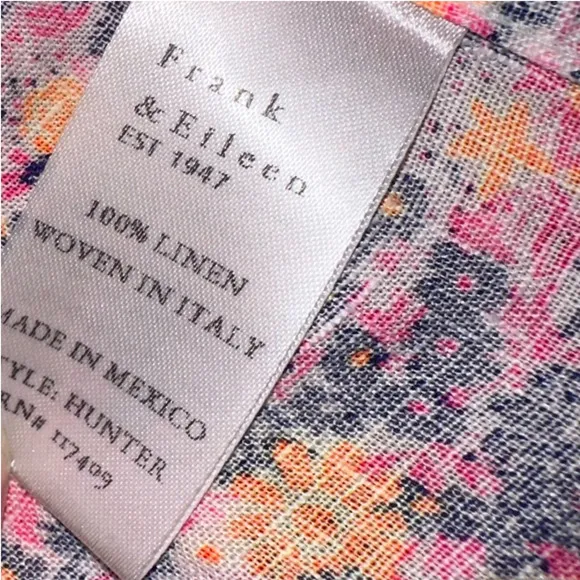 Frank
& Eileen
EST 1947
100% LINEN
WOVEN IN ITALY
MADE IN MEXICO
STYLE: HUNTER
RN# 117409